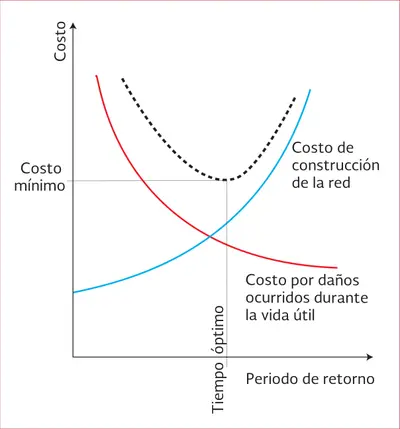 Costo
Costo de
construcción
de la red
Costo
mínimo
Costo por daños
ocurridos durante
la vida útil
Tiempo óptimo
Periodo de retorno